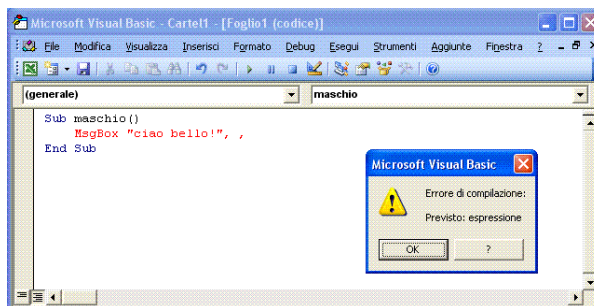 Microsoft Visual Basic - Cartel1 - [Foglio1 (codice)]
File Modifica Visualizza Inserisci Formato Debug Esegui Strumenti Aggiunte Finestra ?
(generale) maschio
Sub maschio()
MsgBox "ciao bello!", ,
End Sub
Microsoft Visual Basic
Errore di compilazione:
Previsto: espressione
OK ?